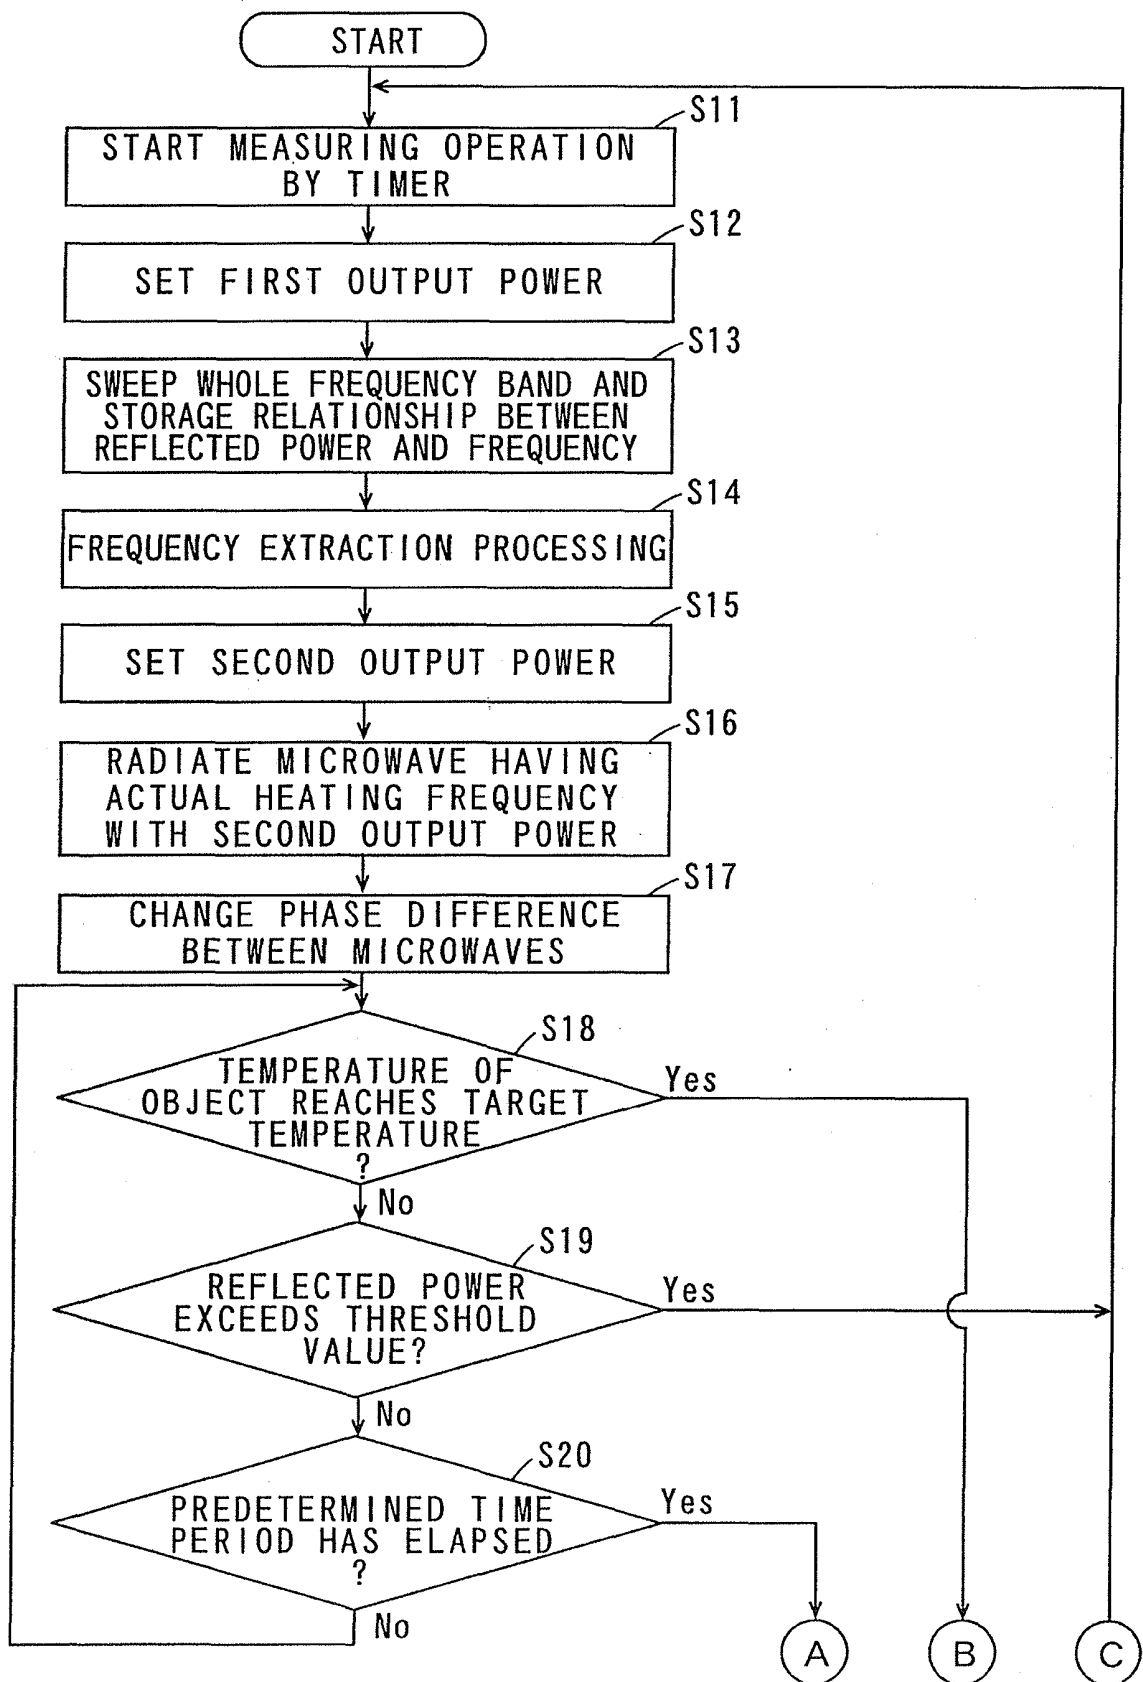 START
S11
START MEASURING OPERATION
BY TIMER
S12
SET FIRST OUTPUT POWER
S13
SWEEP WHOLE FREQUENCY BAND AND
STORAGE RELATIONSHIP BETWEEN
REFLECTED POWER AND FREQUENCY
S14
FREQUENCY EXTRACTION PROCESSING
S15
SET SECOND OUTPUT POWER
S16
RADIATE MICROWAVE HAVING
ACTUAL HEATING FREQUENCY
WITH SECOND OUTPUT POWER
S17
CHANGE PHASE DIFFERENCE
BETWEEN MICROWAVES
S18
TEMPERATURE OF
OBJECT REACHES TARGET
TEMPERATURE
?
Yes
No
S19
REFLECTED POWER
EXCEEDS THRESHOLD
VALUE?
Yes
No
S20
PREDETERMINED TIME
PERIOD HAS ELAPSED
?
Yes
No
A
B
C